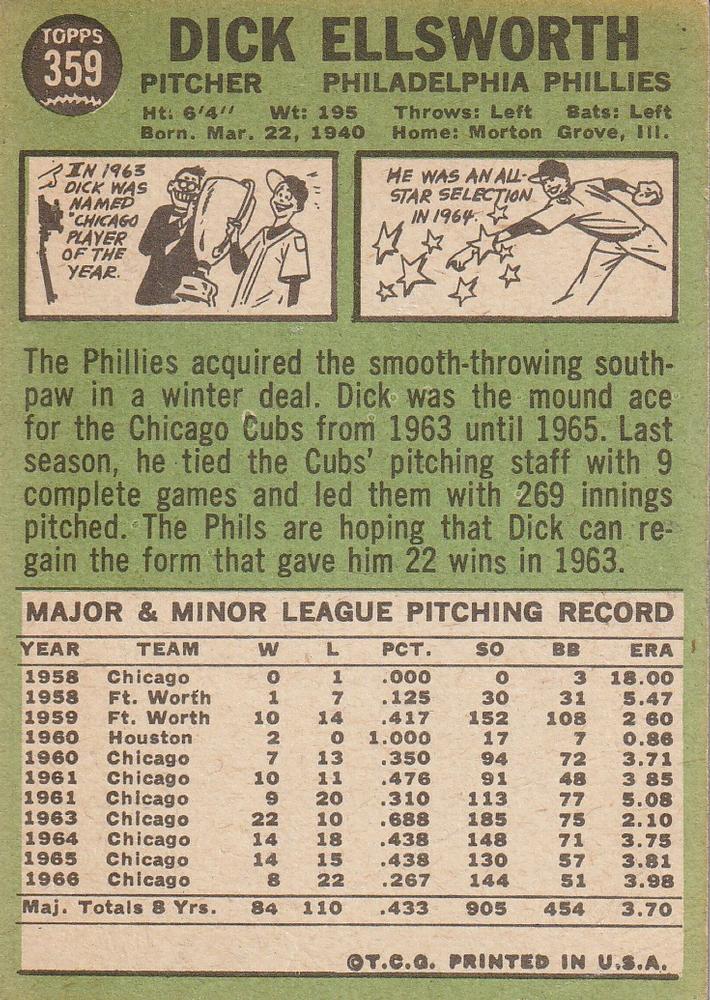 TOPPS
359
DICK ELLSWORTH
PITCHER PHILADELPHIA PHILLIES
Ht: 6'4" Wt: 195 Throws: Left Bats: Left
Born. Mar. 22, 1940 Home: Morton Grove, Ill.
IN 1963
DICK WAS
NAMED
"CHICAGO
PLAYER
OF THE
YEAR.
HE WAS AN ALL-
STAR SELECTION
IN 1964.
The Phillies acquired the smooth-throwing south-
paw in a winter deal. Dick was the mound ace
for the Chicago Cubs from 1963 until 1965. Last
season, he tied the Cubs' pitching staff with 9
complete games and led them with 269 innings
pitched. The Phils are hoping that Dick can re-
gain the form that gave him 22 wins in 1963.
MAJOR & MINOR LEAGUE PITCHING RECORD
YEAR TEAM W L PCT. SO BB ERA
1958 Chicago 0 1 .000 0 3 18.00
1958 Ft. Worth 1 7 .125 30 31 5.47
1959 Ft. Worth 10 14 .417 152 108 2 60
1960 Houston 2 0 1.000 17 7 0.86
1960 Chicago 7 13 .350 94 72 3.71
1961 Chicago 10 11 .476 91 48 3 85
1961 Chicago 9 20 .310 113 77 5.08
1963 Chicago 22 10 .688 185 75 2.10
1964 Chicago 14 18 .438 148 71 3.75
1965 Chicago 14 15 .438 130 57 3.81
1966 Chicago 8 22 .267 144 51 3.98
Maj. Totals 8 Yrs. 84 110 .433 905 454 3.70
©T.C.G. PRINTED IN U.S.A.